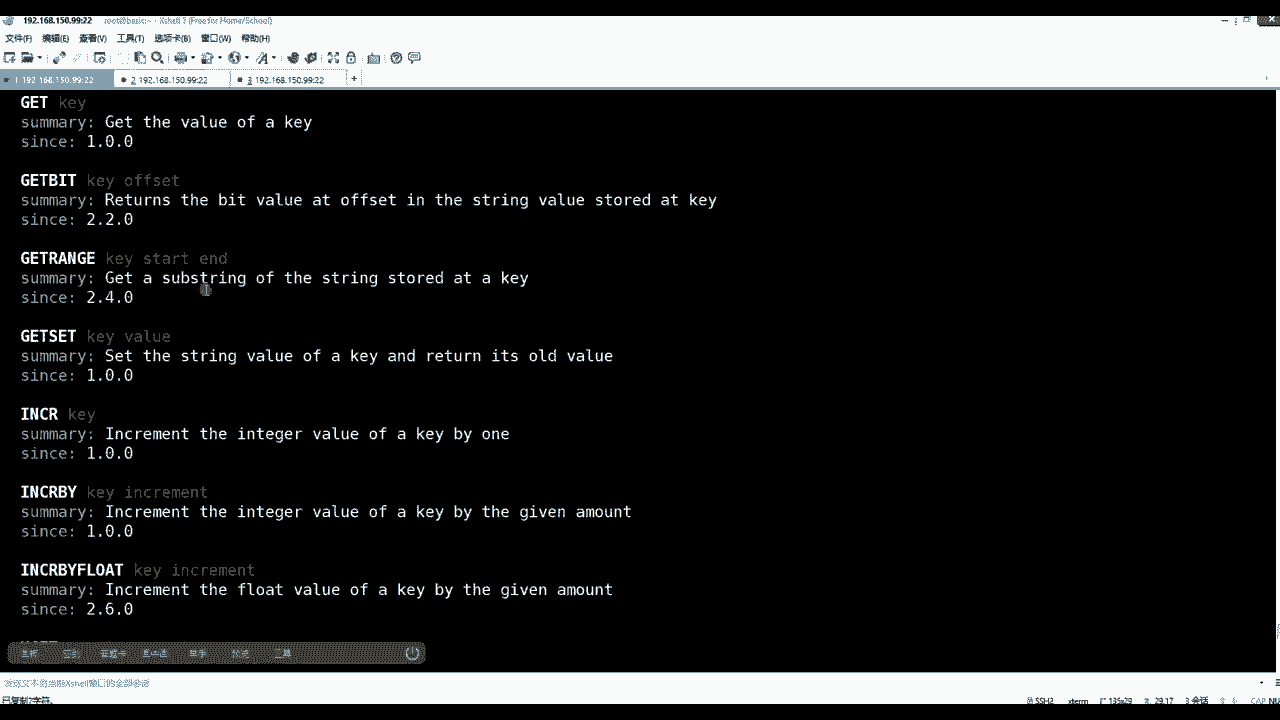 192.168.150.99:22 root@basic:~ - Xshell 5 (Free for Home/School)
文件(F) 编辑(E) 查看(V) 工具(T) 选项卡(B) 窗口(W) 帮助(H)
1 192.168.150.99:22 2 192.168.150.99:22 3 192.168.150.99:22 +
GET key
summary: Get the value of a key
since: 1.0.0
GETBIT key offset
summary: Returns the bit value at offset in the string value stored at key
since: 2.2.0
GETRANGE key start end
summary: Get a substring of the string stored at a key
since: 2.4.0
GETSET key value
summary: Set the string value of a key and return its old value
since: 1.0.0
INCR key
summary: Increment the integer value of a key by one
since: 1.0.0
INCRBY key increment
summary: Increment the integer value of a key by the given amount
since: 1.0.0
INCRBYFLOAT key increment
summary: Increment the float value of a key by the given amount
since: 2.6.0
工具
发送文本到当前Xshell窗口的全部会话
SSH2 xterm 135x29 29,17 3 会话 CAP NU